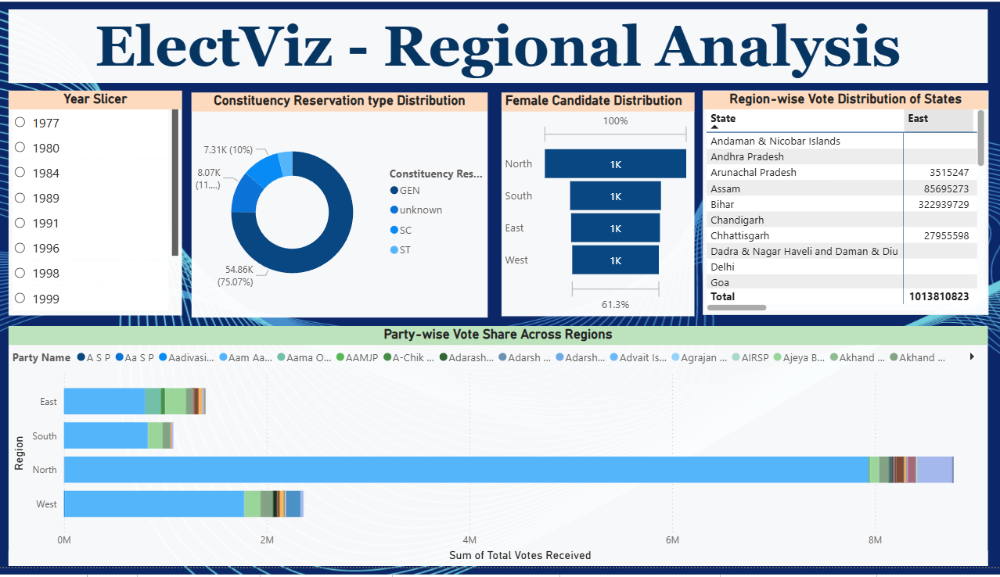 ElectViz - Regional Analysis
Year Slicer
1977
1980
1984
1989
1991
1996
1998
1999
Constituency Reservation type Distribution
7.31K (10%)
8.07K
(11....)
54.86K
(75.07%)
Constituency Res...
GEN
unknown
SC
ST
Female Candidate Distribution
100%
North 1K
South 1K
East 1K
West 1K
61.3%
Region-wise Vote Distribution of States
State East
Andaman & Nicobar Islands
Andhra Pradesh
Arunachal Pradesh 3515247
Assam 85695273
Bihar 322939729
Chandigarh
Chhattisgarh 27955598
Dadra & Nagar Haveli and Daman & Diu
Delhi
Goa
Total 1013810823
Party-wise Vote Share Across Regions
Party Name A S P Aa S P Aadivasi... Aam Aa... Aama O... AAMJP A-Chik ... Adarash... Adarsh ... Adarsh... Advait Is... Agrajan ... AIRSP Ajeya B... Akhand ... Akhand ...
Region
East
South
North
West
0M 2M 4M 6M 8M
Sum of Total Votes Received